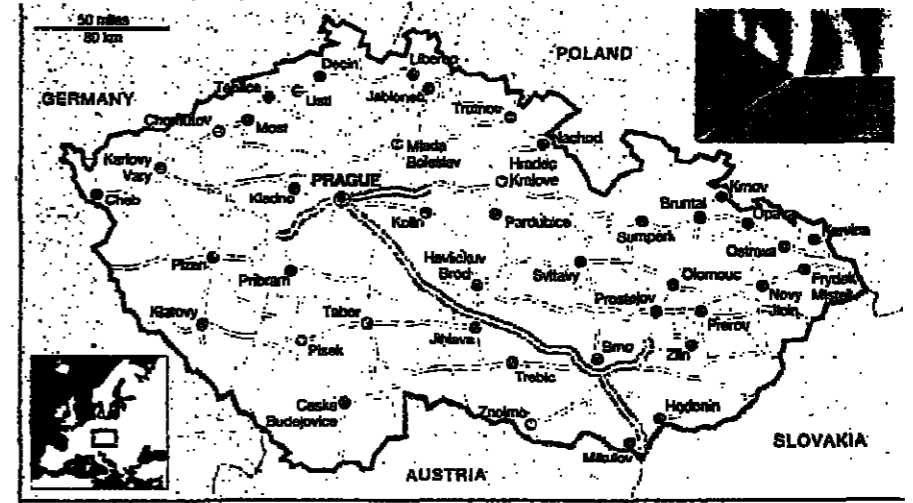 50 miles
80 km
POLAND
GERMANY
Decin
Liberec
Teplice
Usti
Jablonec
Trutnov
Chomutov
Most
Nachod
Mlada
Boleslav
Karlovy
Vary
Hradec
Kralove
PRAGUE
Kladno
Cheb
Krnov
Bruntal
Kolin
Pardubice
Sumperk
Karvina
Ostrava
Havlickuv
Brod
Plzen
Pribram
Svitavy
Olomouc
Frydek
Mistek
Novy
Jicin
Prostejov
Klatovy
Tabor
Prerov
Jihlava
Pisek
Brno
Zlin
Trebic
Ceske
Budejovice
Znojmo
Hodonin
SLOVAKIA
Mikulov
AUSTRIA